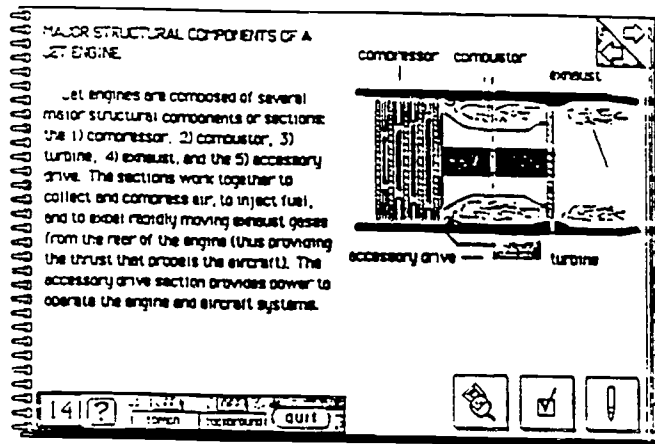 MAJOR STRUCTURAL COMPONENTS OF A
JET ENGINE.
Jet engines are composed of several
major structural components or sections:
the 1) compressor, 2) combustor, 3)
turbine, 4) exhaust, and the 5) accessory
drive. The sections work together to
collect and compress air, to inject fuel,
and to expel rapidly moving exhaust gases
from the rear of the engine (thus providing
the thrust that propels the aircraft). The
accessory drive section provides power to
operate the engine and aircraft systems.
compressor combustor
exhaust
accessory drive
turbine
14 ?
background
quit